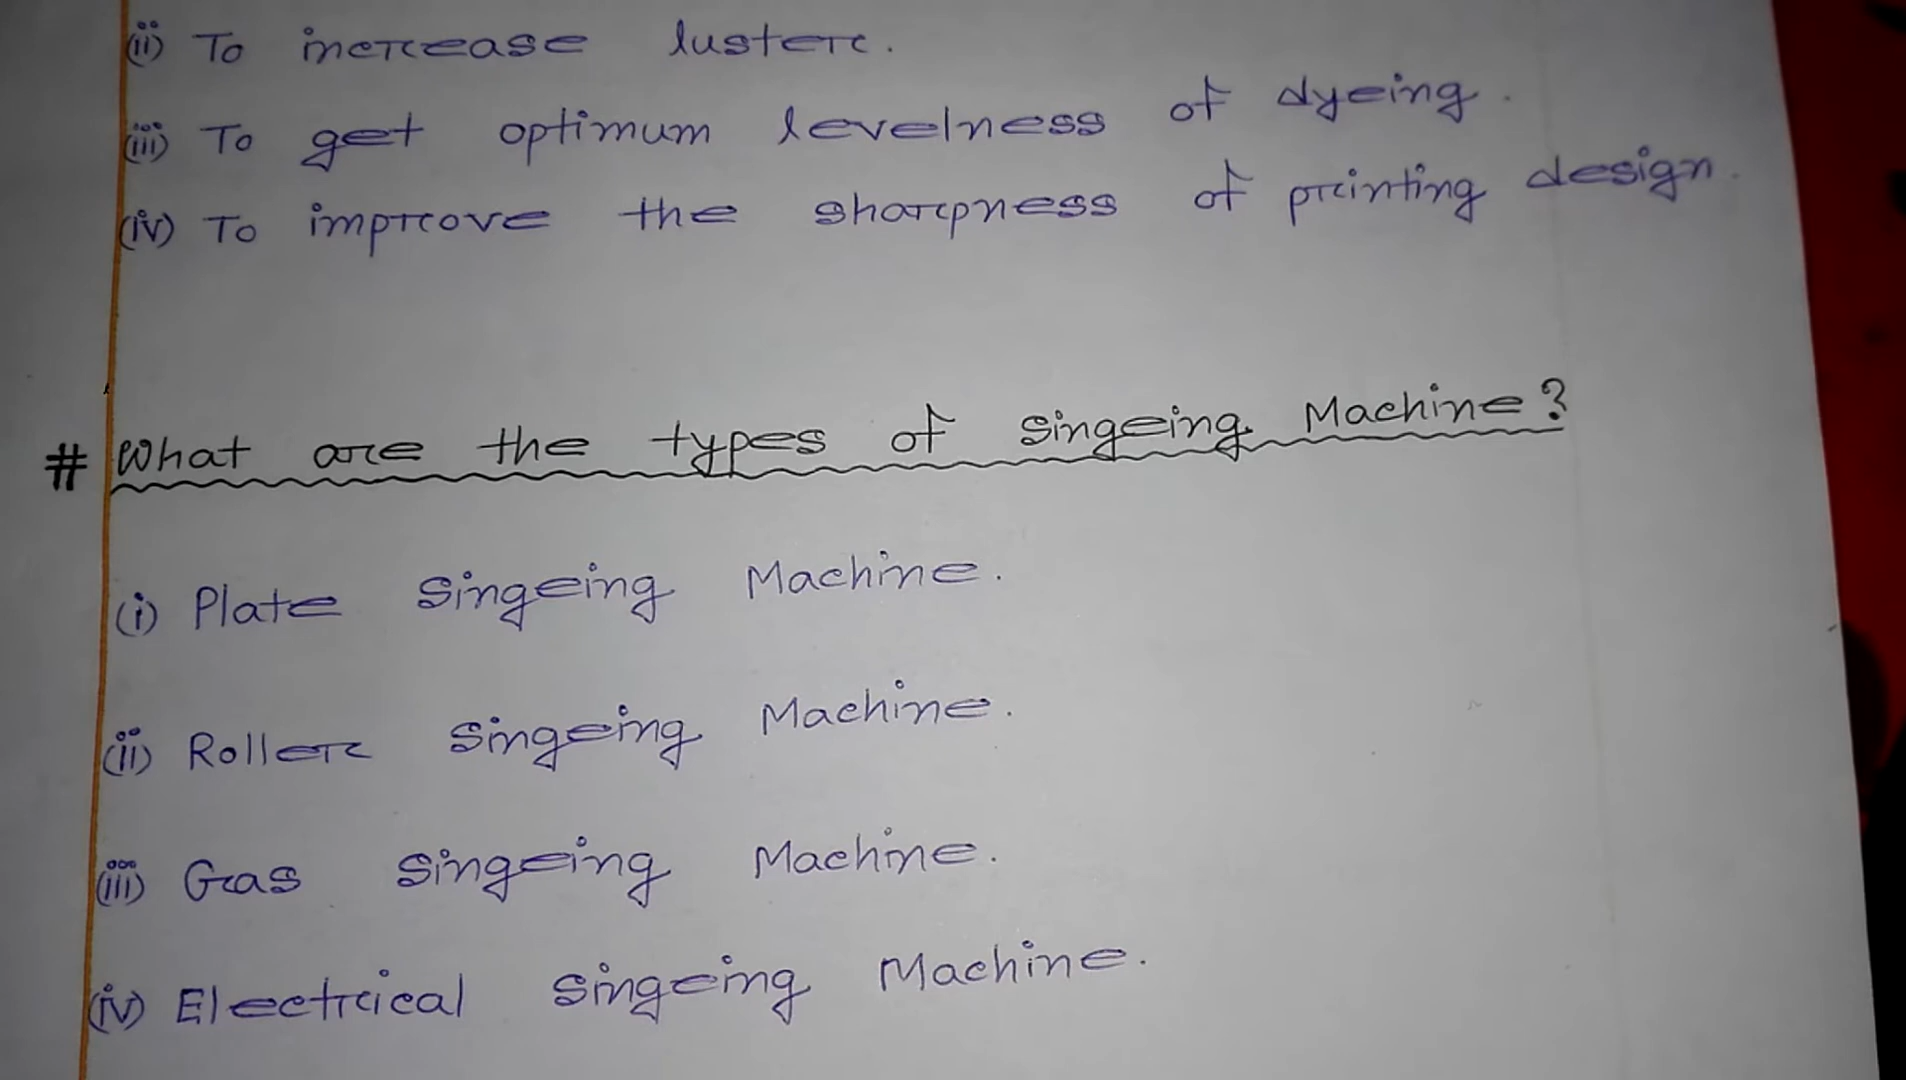 (ii) To increase luster.
(iii) To get optimum levelness of dyeing.
(iv) To improve the sharpness of printing design.
# What are the types of Singeing Machine?
(i) Plate Singeing Machine.
(ii) Roller Singeing Machine.
(iii) Gas Singeing Machine.
(iv) Electrical Singeing Machine.